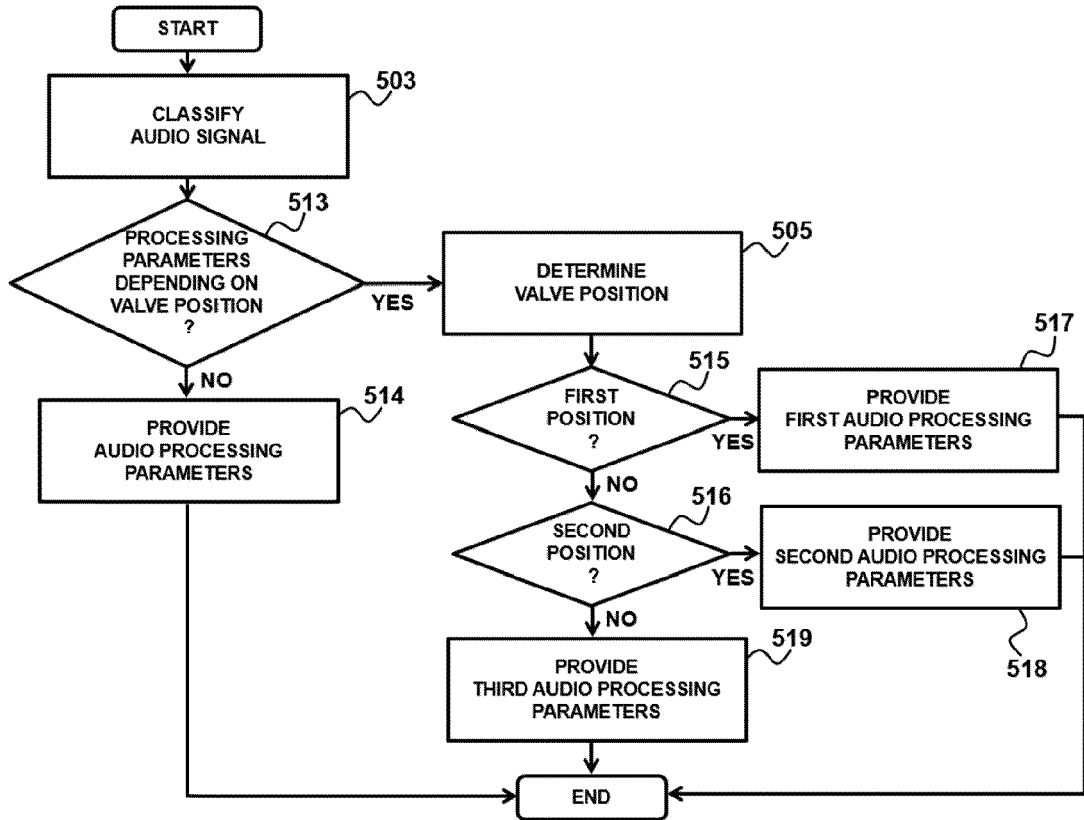 START
503
CLASSIFY
AUDIO SIGNAL
513
PROCESSING
PARAMETERS
DEPENDING ON
VALVE POSITION
?
YES
NO
505
DETERMINE
VALVE POSITION
514
PROVIDE
AUDIO PROCESSING
PARAMETERS
515
FIRST
POSITION
?
YES
NO
517
PROVIDE
FIRST AUDIO PROCESSING
PARAMETERS
516
SECOND
POSITION
?
YES
NO
PROVIDE
SECOND AUDIO PROCESSING
PARAMETERS
518
519
PROVIDE
THIRD AUDIO PROCESSING
PARAMETERS
END